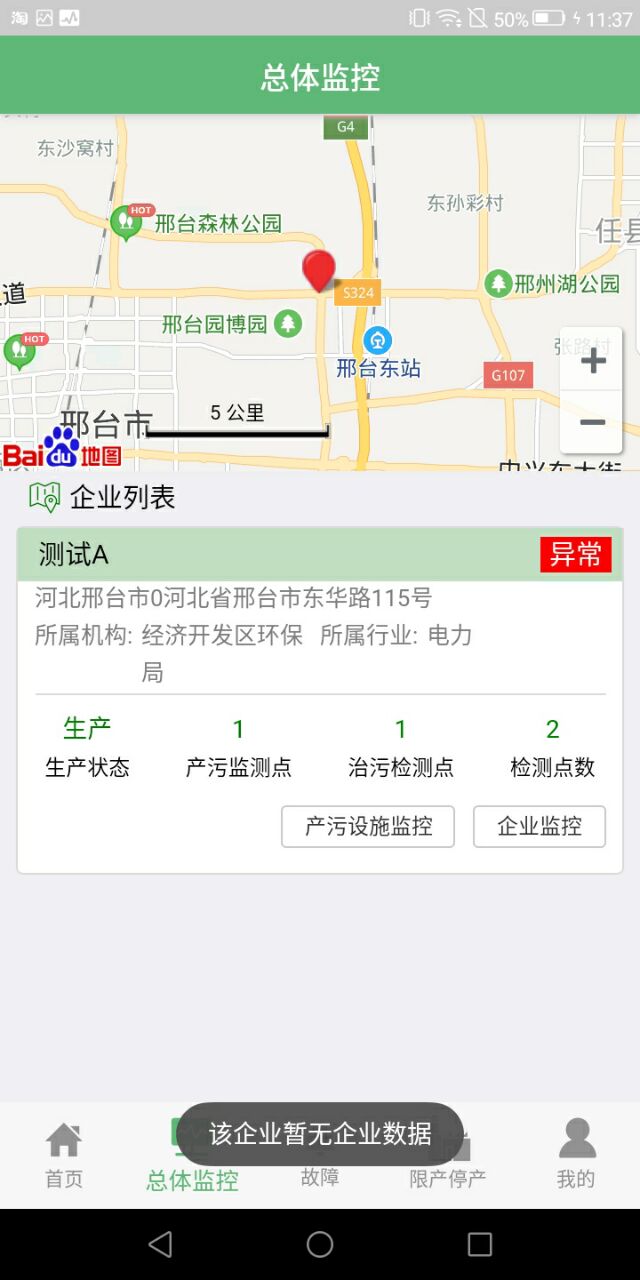 淘 50% 11:37
总体监控
G4
东沙窝村
东孙彩村
HOT
邢台森林公园
任县
道
S324
邢州湖公园
邢台园博园
HOT
邢台东站
张路村
G107
+
5 公里
邢台市
−
Bai du 地图
中兴东大街
企业列表
测试A 异常
河北邢台市0河北省邢台市东华路115号
所属机构: 经济开发区环保局 所属行业: 电力
生产 1 1 2
生产状态 产污监测点 治污检测点 检测点数
产污设施监控 企业监控
该企业暂无企业数据
首页 总体监控 故障 限产停产 我的